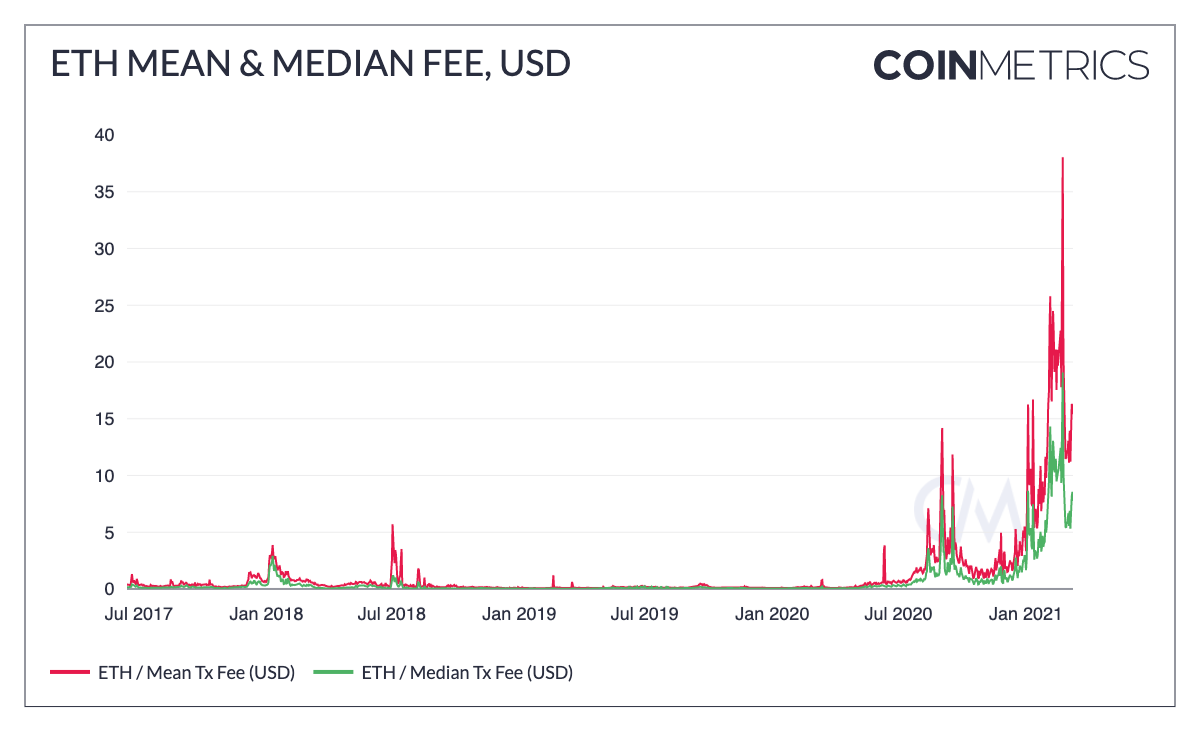 ETH MEAN & MEDIAN FEE, USD
COINMETRICS
40
35
30
25
20
15
10
5
0
CM
Jul 2017 Jan 2018 Jul 2018 Jan 2019 Jul 2019 Jan 2020 Jul 2020 Jan 2021
ETH / Mean Tx Fee (USD) ETH / Median Tx Fee (USD)